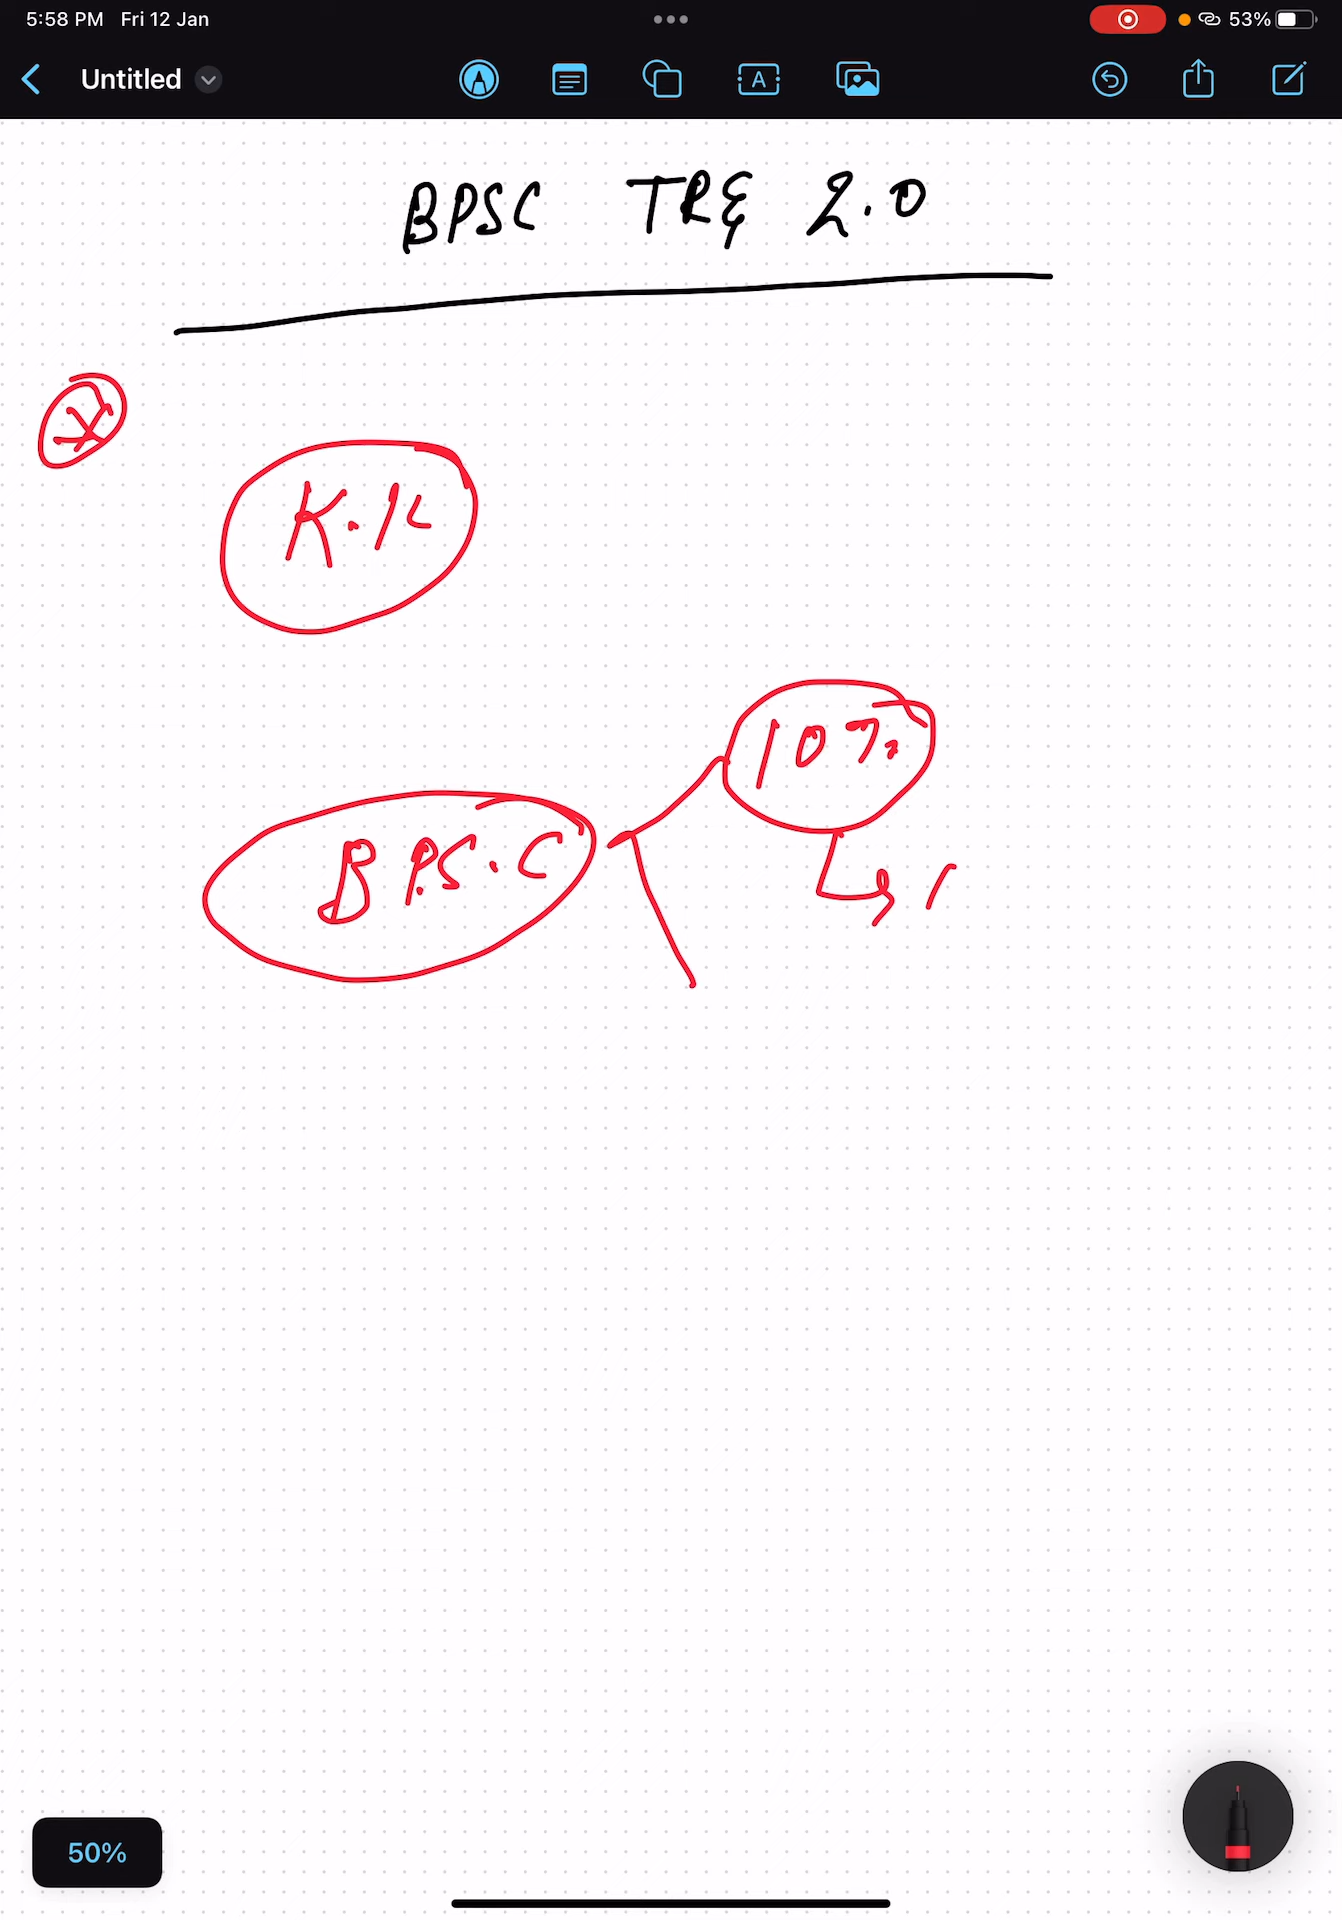 5:58 PM Fri 12 Jan
53%
Untitled
A
BPSC TRE 2.0
K.K
10%
B P.S.C
50%